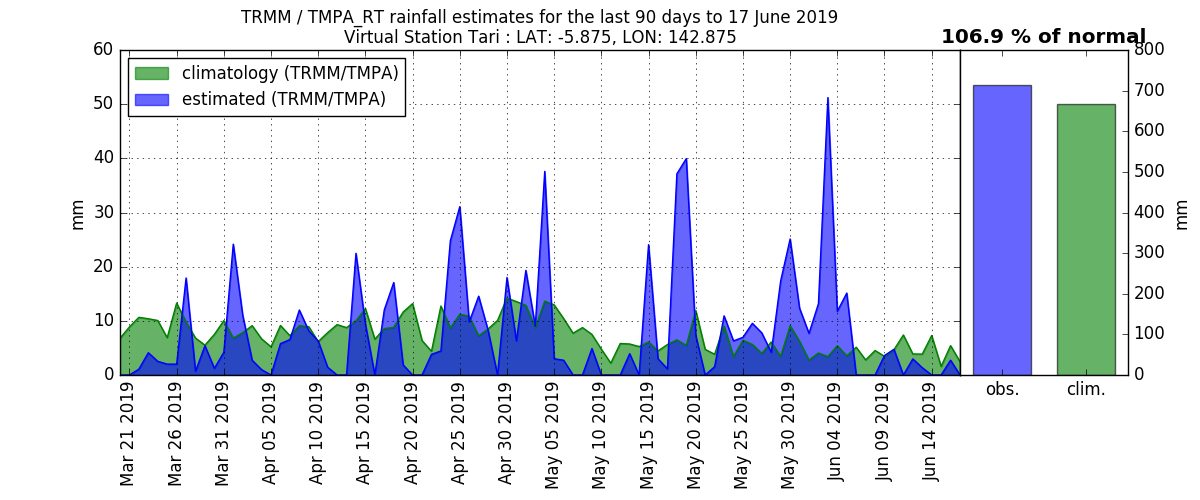 TRMM / TMPA_RT rainfall estimates for the last 90 days to 17 June 2019
Virtual Station Tari : LAT: -5.875, LON: 142.875
106.9 % of normal
climatology (TRMM/TMPA)
estimated (TRMM/TMPA)
60
50
40
30
20
10
0
mm
Mar 21 2019
Mar 26 2019
Mar 31 2019
Apr 05 2019
Apr 10 2019
Apr 15 2019
Apr 20 2019
Apr 25 2019
Apr 30 2019
May 05 2019
May 10 2019
May 15 2019
May 20 2019
May 25 2019
May 30 2019
Jun 04 2019
Jun 09 2019
Jun 14 2019
obs.
clim.
800
700
600
500
400
300
200
100
0
mm